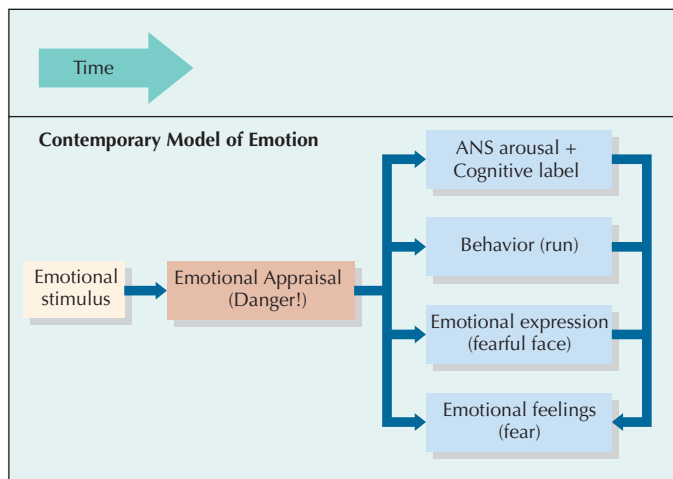 Time
Contemporary Model of Emotion
ANS arousal +
Cognitive label
Behavior (run)
Emotional
stimulus
Emotional Appraisal
(Danger!)
Emotional expression
(fearful face)
Emotional feelings
(fear)